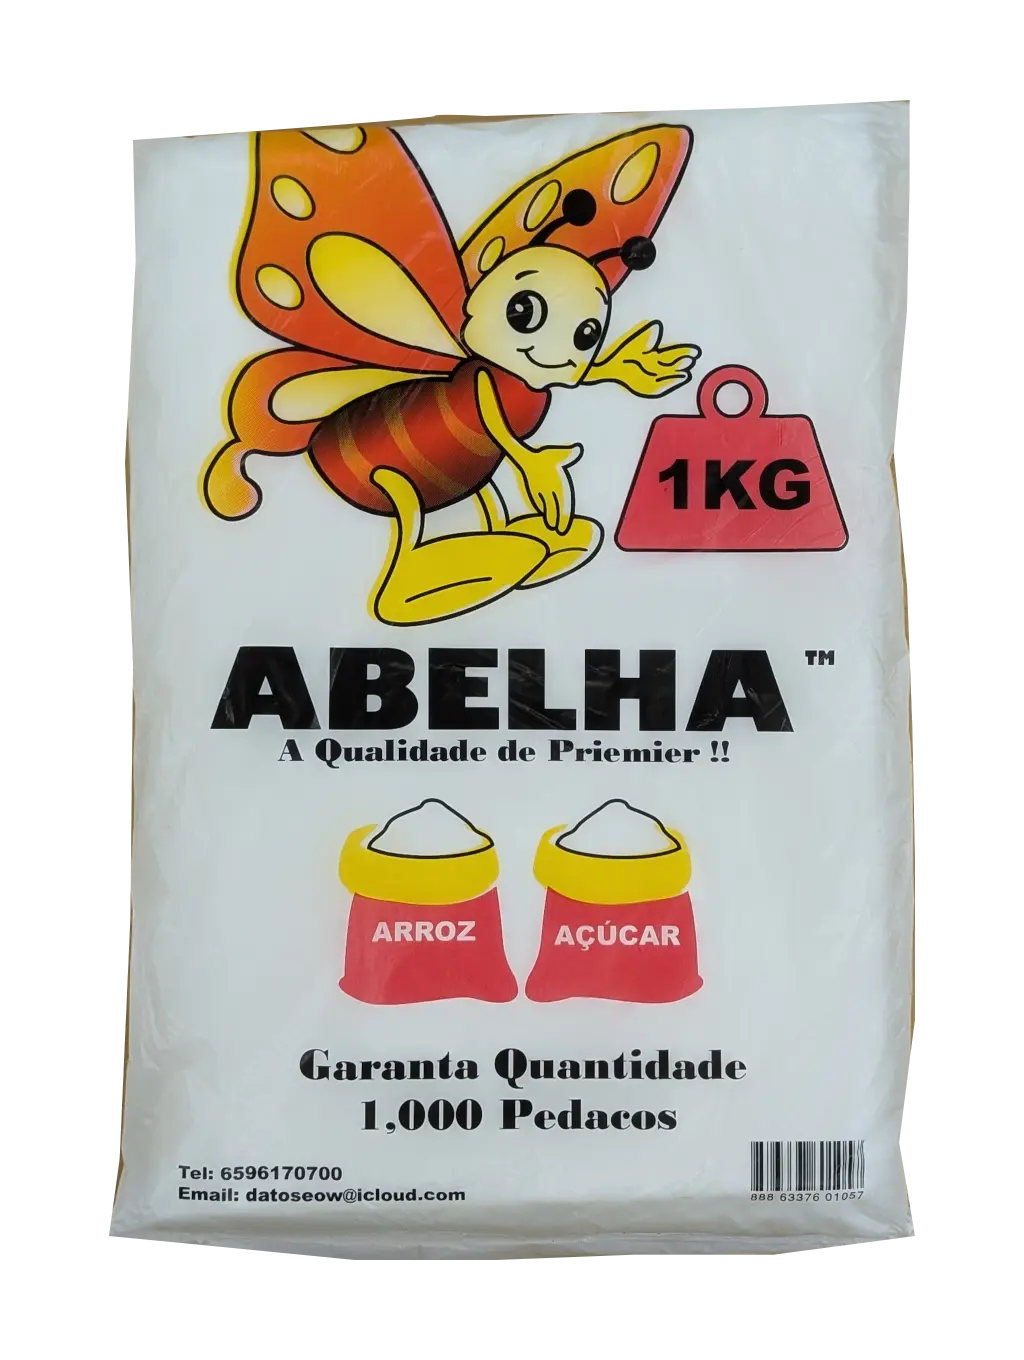 1KG
ABELHA™
A Qualidade de Priemier !!
ARROZ
AÇÚCAR
Garanta Quantidade
1,000 Pedacos
Tel: 6596170700
Email: datoseow@icloud.com
888 63376 01057